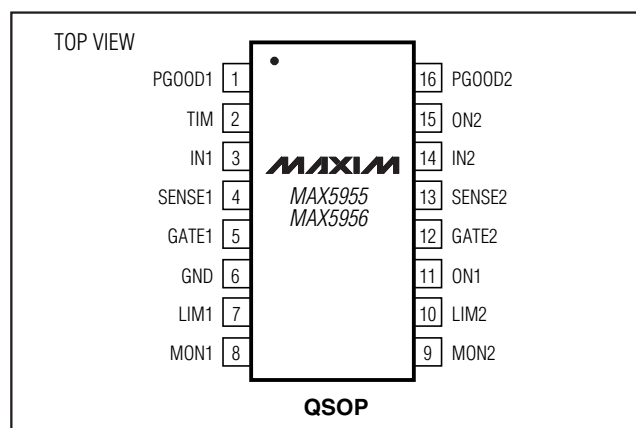 TOP VIEW
PGOOD1 1 16 PGOOD2
TIM 2 15 ON2
IN1 3 14 IN2
SENSE1 4 13 SENSE2
GATE1 5 12 GATE2
GND 6 11 ON1
LIM1 7 10 LIM2
MON1 8 9 MON2
MAXIM
MAX5955
MAX5956
QSOP